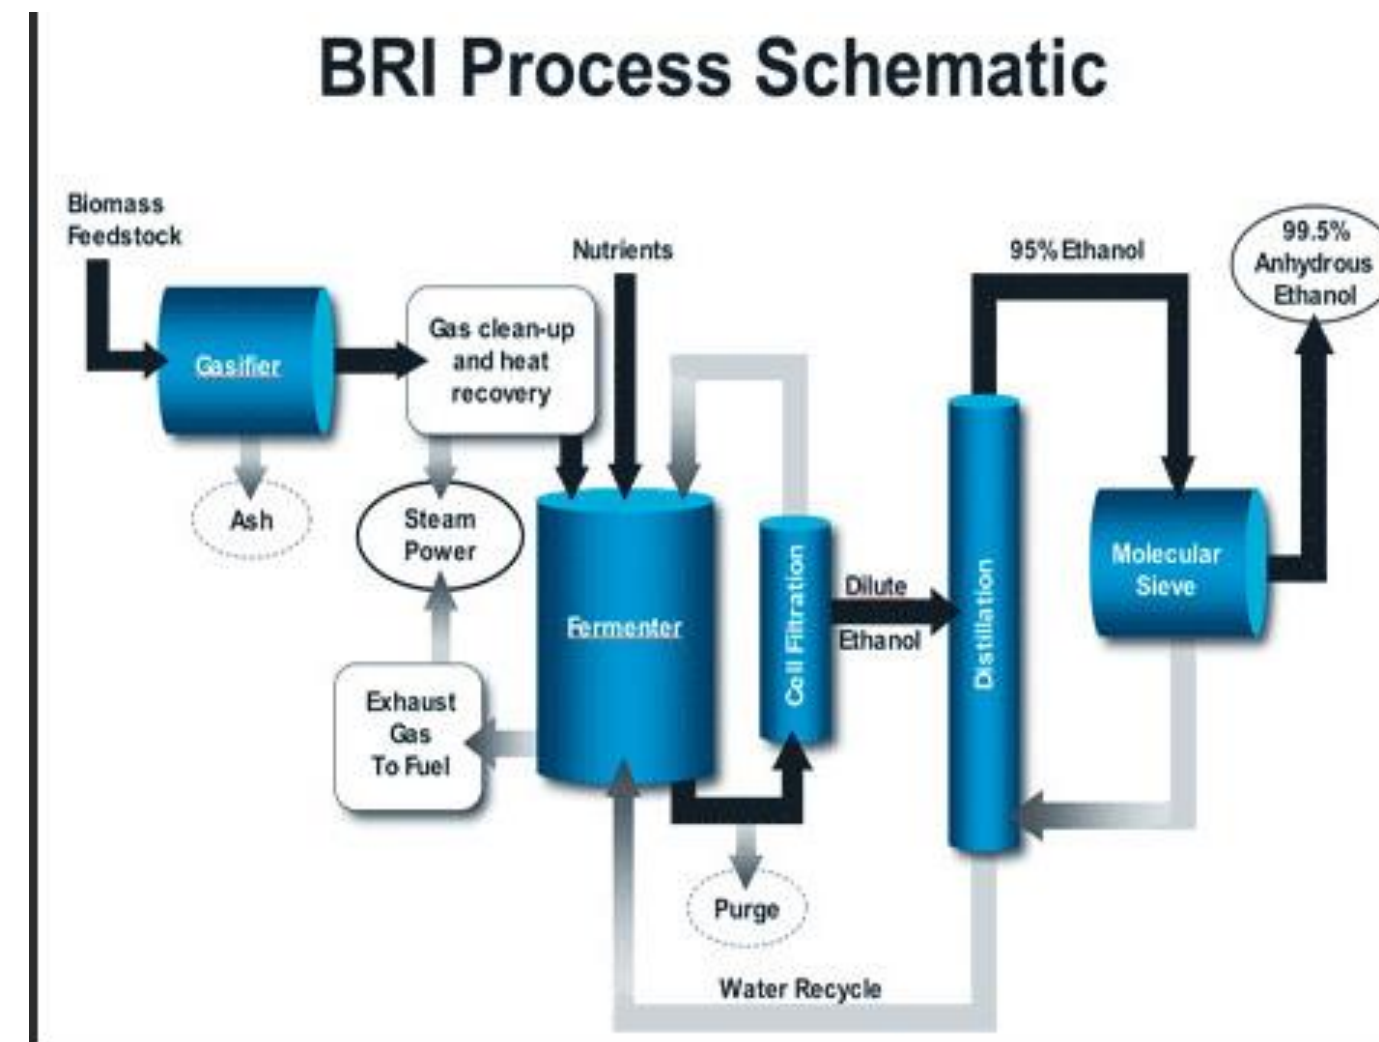 BRI Process Schematic
Biomass
Feedstock
Nutrients
95% Ethanol
99.5%
Anhydrous
Ethanol
Gasifier
Gas clean-up
and heat
recovery
Ash
Steam
Power
Fermenter
Cell Filtration
Dilute
Ethanol
Distillation
Molecular
Sieve
Exhaust
Gas
To Fuel
Purge
Water Recycle